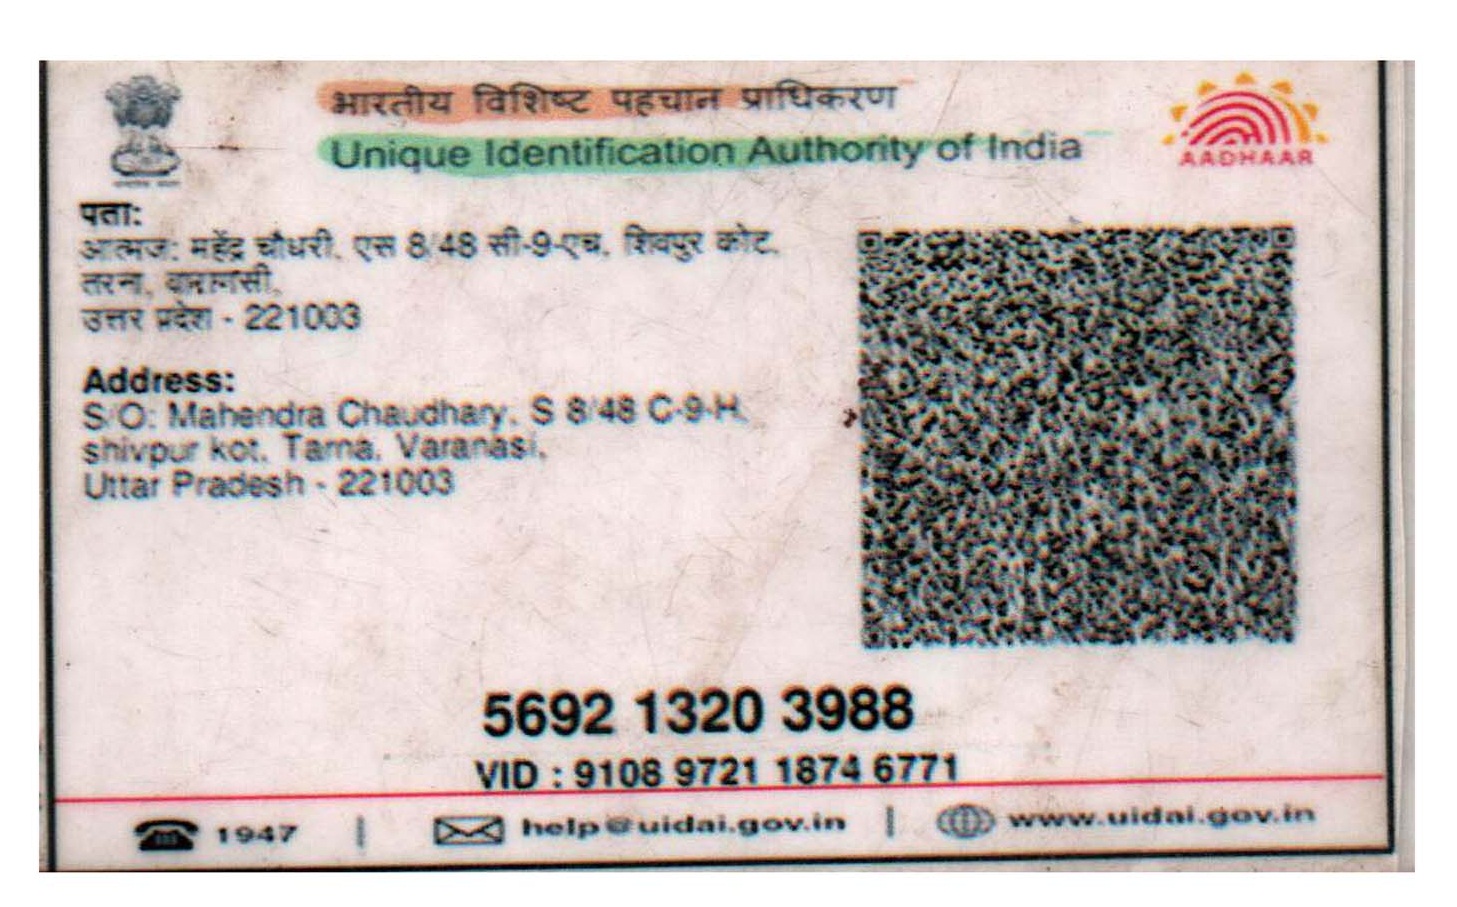 भारतीय विशिष्ट पहचान प्राधिकरण
Unique Identification Authority of India
AADHAAR
पता:
आत्मज: महेंद्र चौधरी, एस 8/48 सी-9-एच, शिवपुर कोट,
तरना, वाराणसी,
उत्तर प्रदेश - 221003
Address:
S/O: Mahendra Chaudhary, S 8/48 C-9-H,
shivpur kot, Tarna, Varanasi,
Uttar Pradesh - 221003
5692 1320 3988
VID : 9108 9721 1874 6771
1947 | help@uidai.gov.in | www.uidai.gov.in